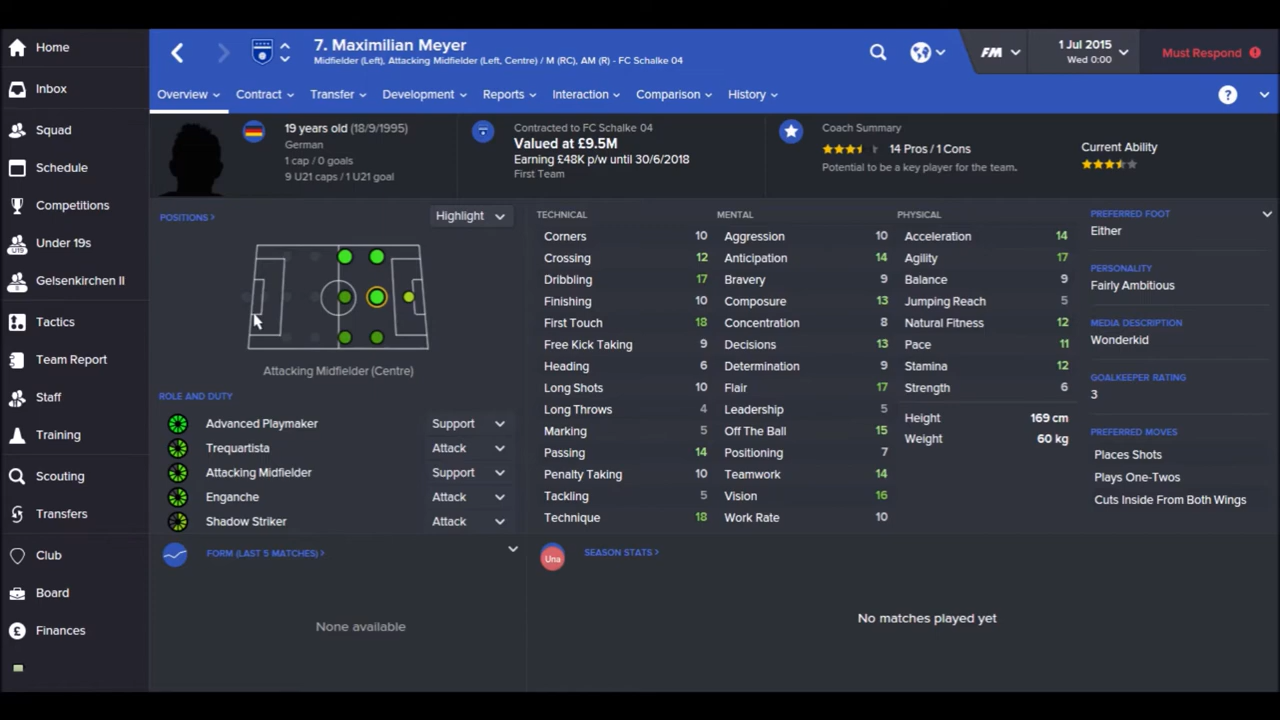 Home
Inbox
Squad
Schedule
Competitions
U19
Under 19s
Gelsenkirchen II
Tactics
Team Report
Staff
Training
Scouting
Transfers
Club
Board
Finances
7. Maximilian Meyer
Midfielder (Left), Attacking Midfielder (Left, Centre) / M (RC), AM (R) - FC Schalke 04
FM
1 Jul 2015
Wed 0:00
Must Respond
Overview Contract Transfer Development Reports Interaction Comparison History
?
19 years old (18/9/1995)
German
1 cap / 0 goals
9 U21 caps / 1 U21 goal
Contracted to FC Schalke 04
Valued at £9.5M
Earning £48K p/w until 30/6/2018
First Team
Coach Summary
14 Pros / 1 Cons
Potential to be a key player for the team.
Current Ability
POSITIONS >
Highlight
Attacking Midfielder (Centre)
ROLE AND DUTY
Advanced Playmaker Support
Trequartista Attack
Attacking Midfielder Support
Enganche Attack
Shadow Striker Attack
TECHNICAL
Corners 10
Crossing 12
Dribbling 17
Finishing 10
First Touch 18
Free Kick Taking 9
Heading 6
Long Shots 10
Long Throws 4
Marking 5
Passing 14
Penalty Taking 10
Tackling 5
Technique 18
MENTAL
Aggression 10
Anticipation 14
Bravery 9
Composure 13
Concentration 8
Decisions 13
Determination 9
Flair 17
Leadership 5
Off The Ball 15
Positioning 7
Teamwork 14
Vision 16
Work Rate 10
PHYSICAL
Acceleration 14
Agility 17
Balance 9
Jumping Reach 5
Natural Fitness 12
Pace 11
Stamina 12
Strength 6
Height 169 cm
Weight 60 kg
PREFERRED FOOT
Either
PERSONALITY
Fairly Ambitious
MEDIA DESCRIPTION
Wonderkid
GOALKEEPER RATING
3
PREFERRED MOVES
Places Shots
Plays One-Twos
Cuts Inside From Both Wings
FORM (LAST 5 MATCHES) >
None available
Una
SEASON STATS >
No matches played yet